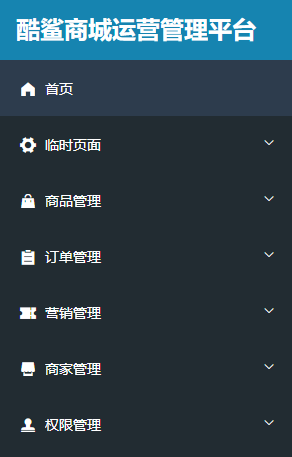 酷鲨商城运营管理平台
首页
临时页面
商品管理
订单管理
营销管理
商家管理
权限管理